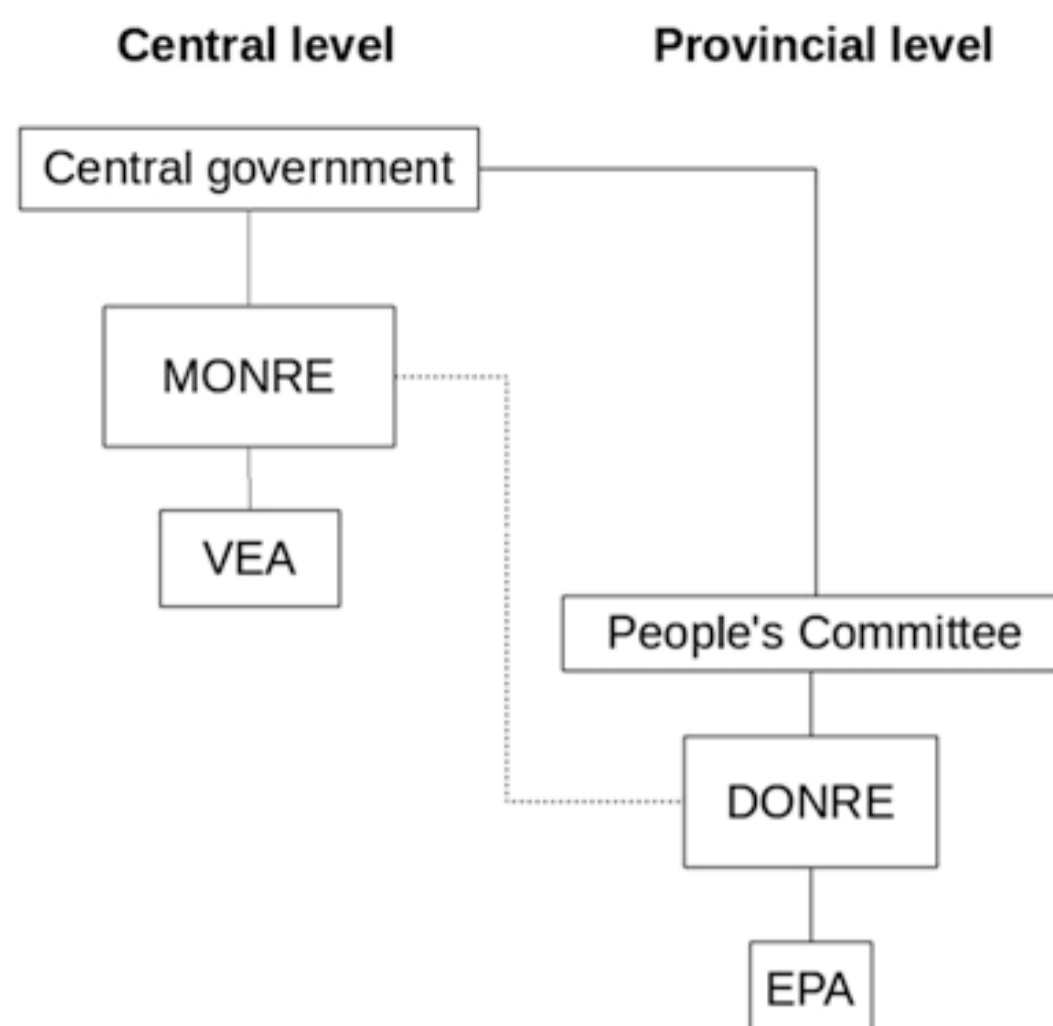 Central level
Provincial level
Central government
MONRE
VEA
People's Committee
DONRE
EPA